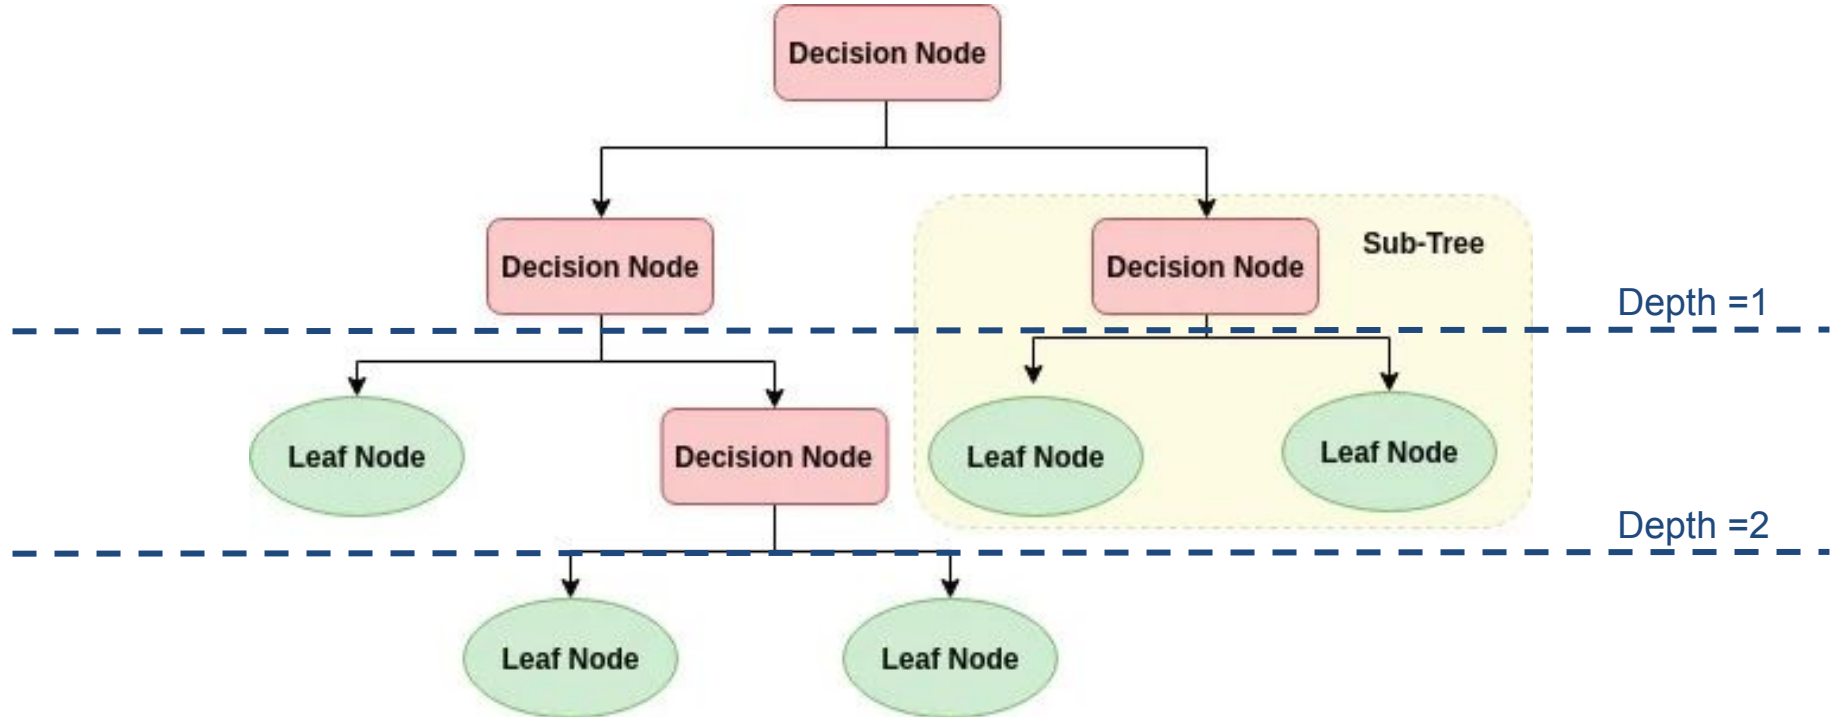 Decision Node
Decision Node
Decision Node
Sub-Tree
Depth =1
Leaf Node
Decision Node
Leaf Node
Leaf Node
Depth =2
Leaf Node
Leaf Node